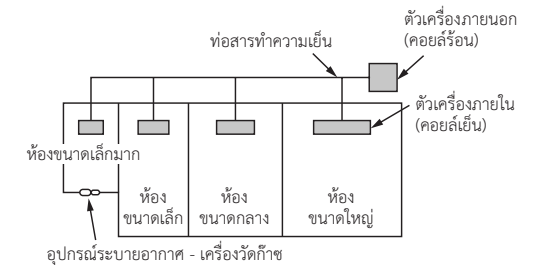 ตัวเครื่องภายนอก
(คอยล์ร้อน)
ท่อสารทำความเย็น
ตัวเครื่องภายใน
(คอยล์เย็น)
ห้องขนาดเล็กมาก
ห้อง
ขนาดเล็ก
ห้อง
ขนาดกลาง
ห้อง
ขนาดใหญ่
อุปกรณ์ระบายอากาศ - เครื่องวัดก๊าซ